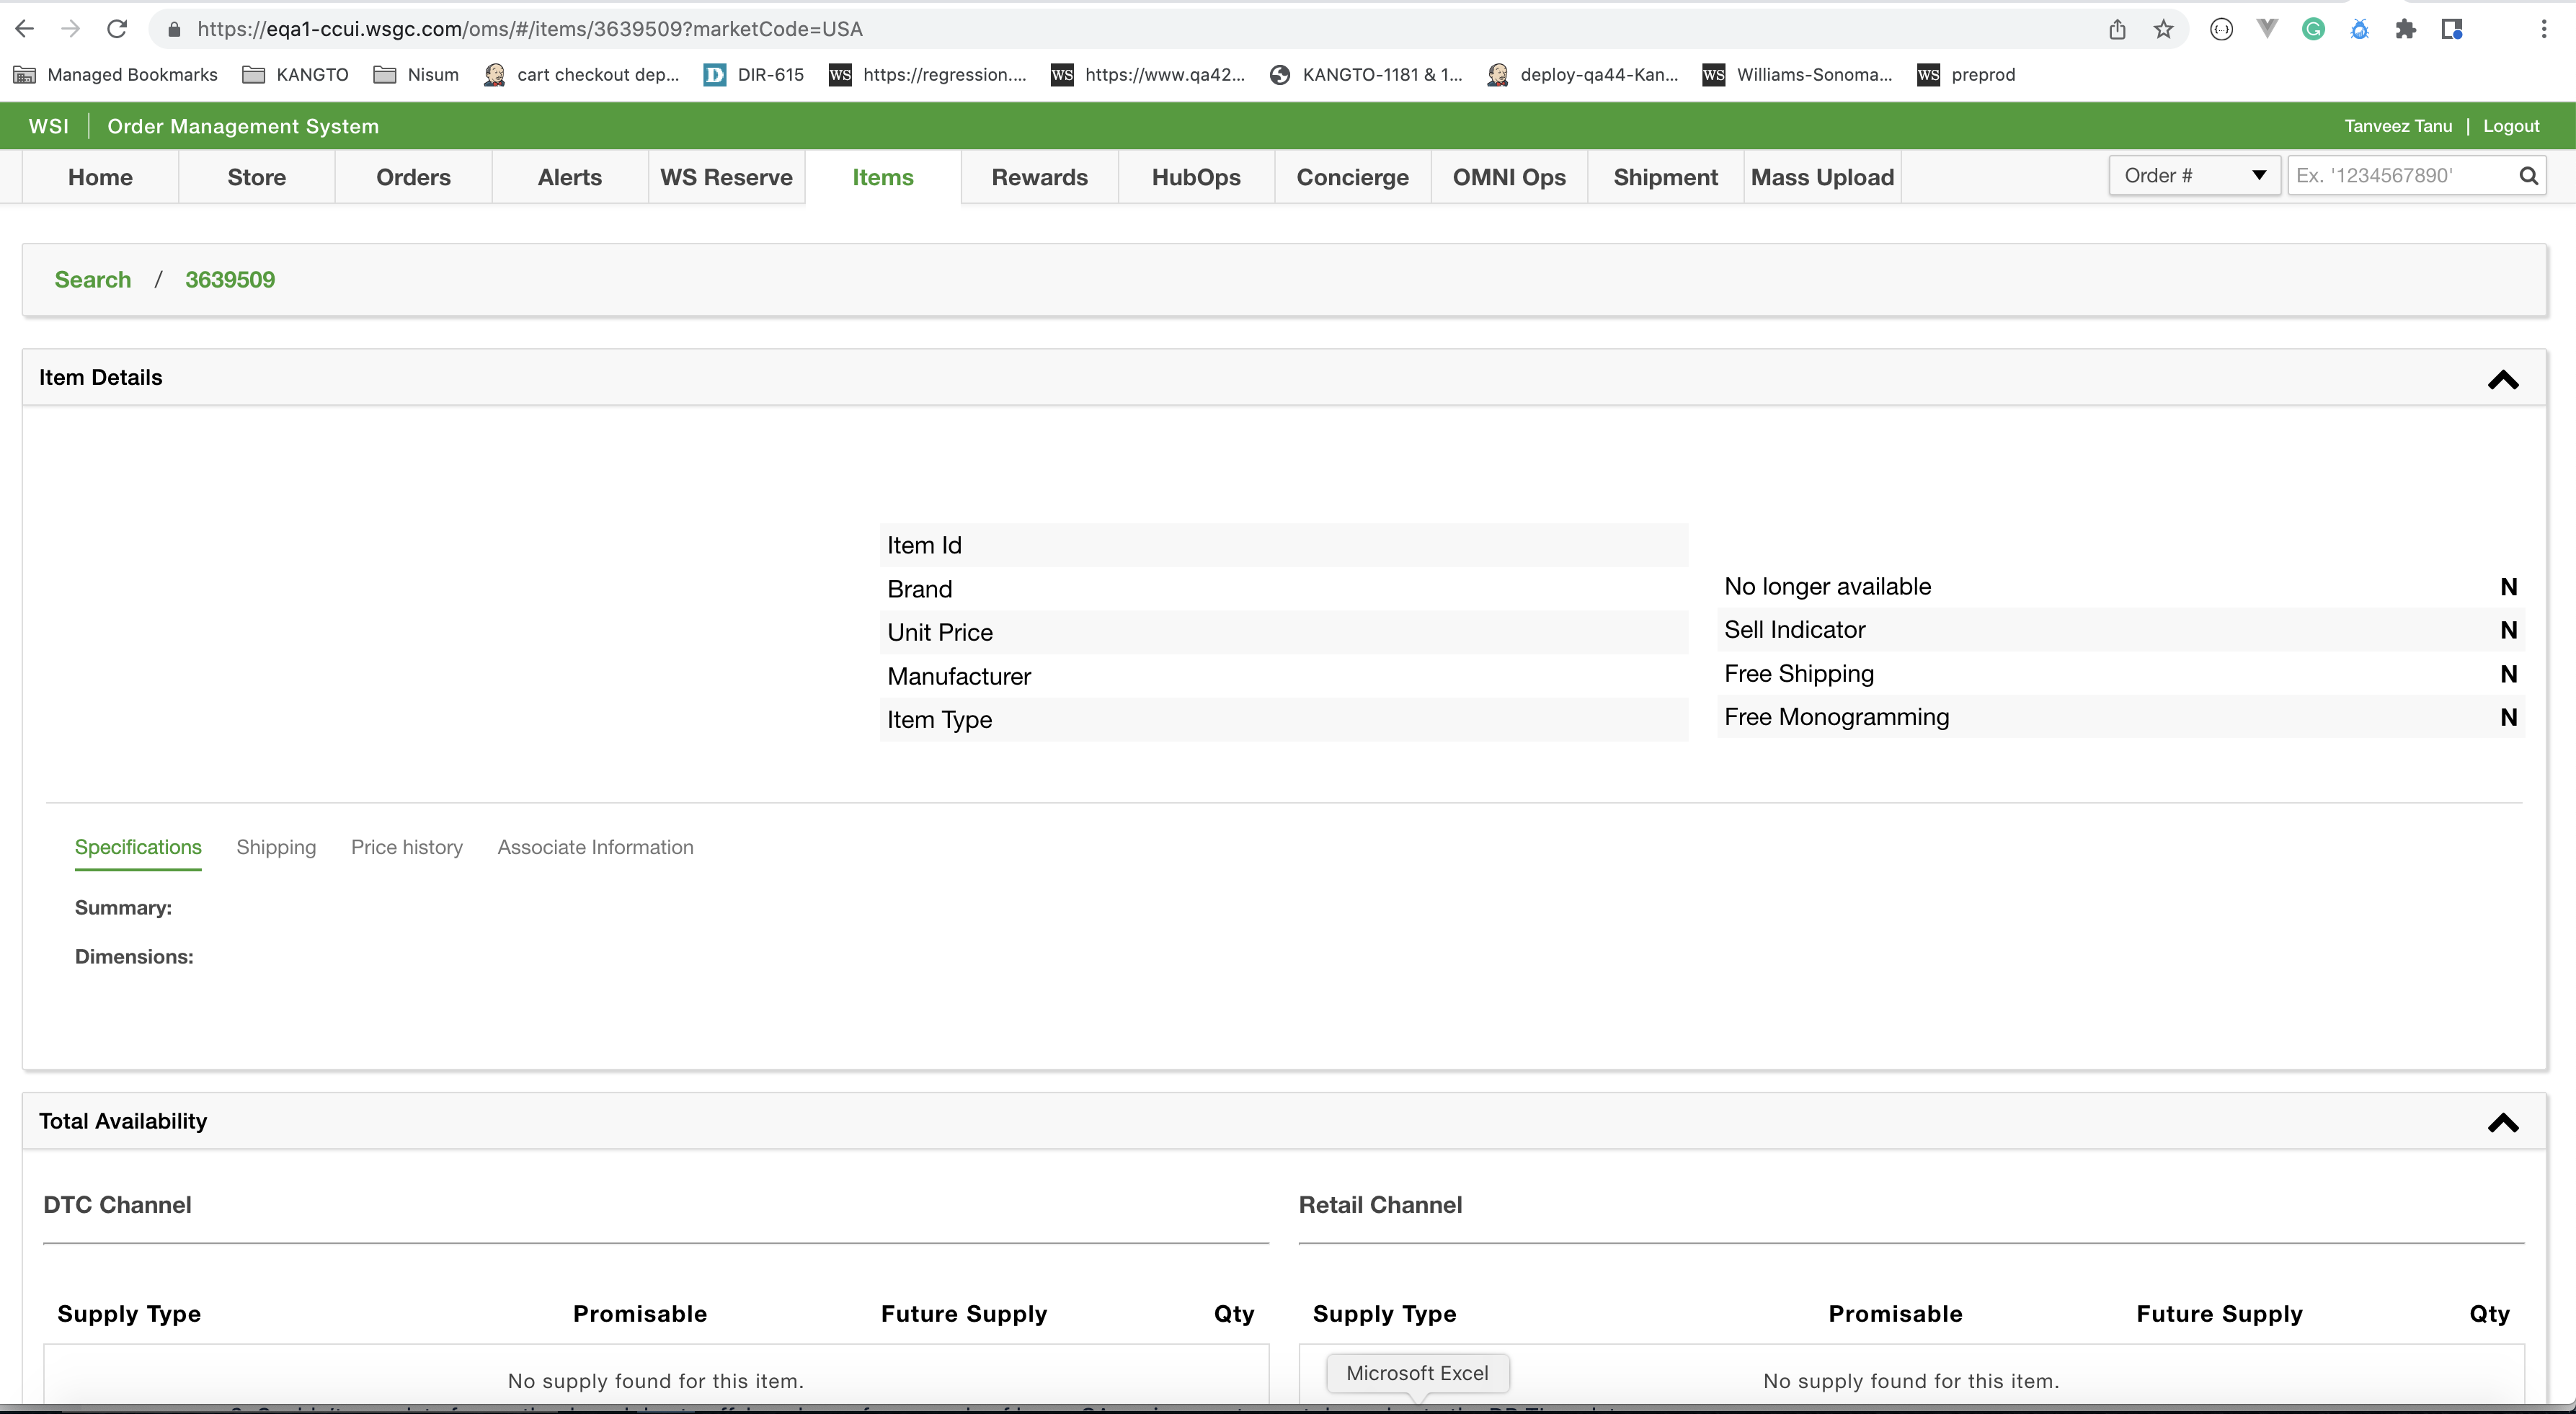 https://eqa1-ccui.wsgc.com/oms/#/items/3639509?marketCode=USA
Managed Bookmarks KANGTO Nisum cart checkout dep... D DIR-615 WS https://regression.... WS https://www.qa42... KANGTO-1181 & 1... deploy-qa44-Kan... WS Williams-Sonoma... WS preprod
WSI | Order Management System Tanveez Tanu | Logout
Home Store Orders Alerts WS Reserve Items Rewards HubOps Concierge OMNI Ops Shipment Mass Upload Order # Ex. '1234567890'
Search / 3639509
Item Details
Item Id
Brand
Unit Price
Manufacturer
Item Type
No longer available N
Sell Indicator N
Free Shipping N
Free Monogramming N
Specifications Shipping Price history Associate Information
Summary:
Dimensions:
Total Availability
DTC Channel Retail Channel
Supply Type Promisable Future Supply Qty Supply Type Promisable Future Supply Qty
No supply found for this item. Microsoft Excel No supply found for this item.